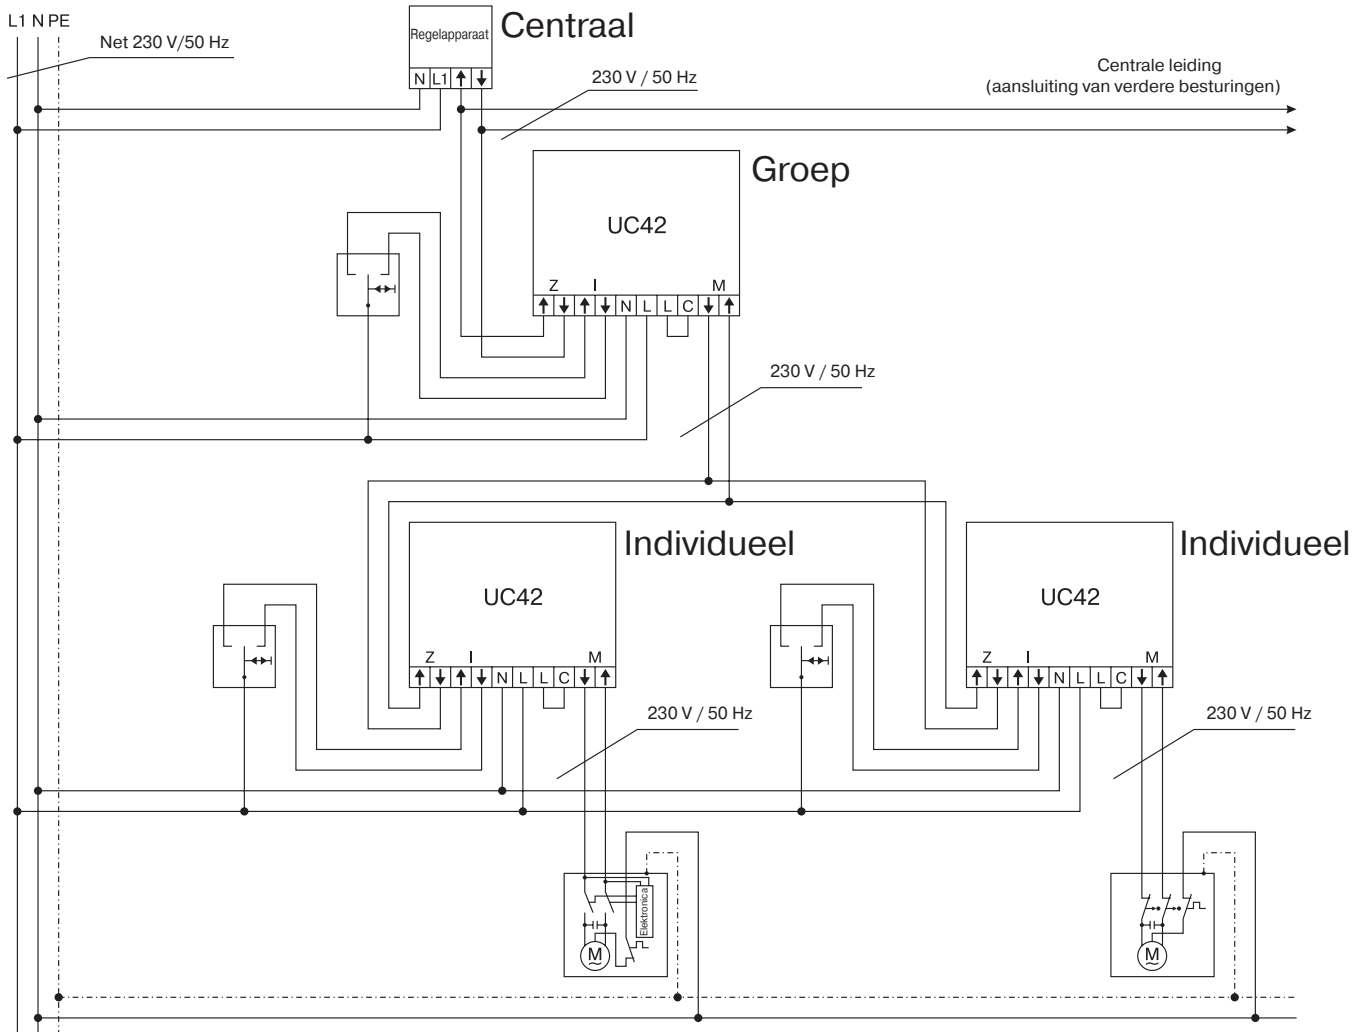 L1 N PE
Net 230 V/50 Hz
Regelapparaat
Centraal
N L1 ↑ ↓
230 V / 50 Hz
Centrale leiding
(aansluiting van verdere besturingen)
Groep
UC42
Z I M
↑ ↓ ↑ ↓ N L L C ↓ ↑
230 V / 50 Hz
Individueel
UC42
Z I M
↑ ↓ ↑ ↓ N L L C ↓ ↑
230 V / 50 Hz
Elektronica
M
~
Individueel
UC42
Z I M
↑ ↓ ↑ ↓ N L L C ↓ ↑
230 V / 50 Hz
M
~